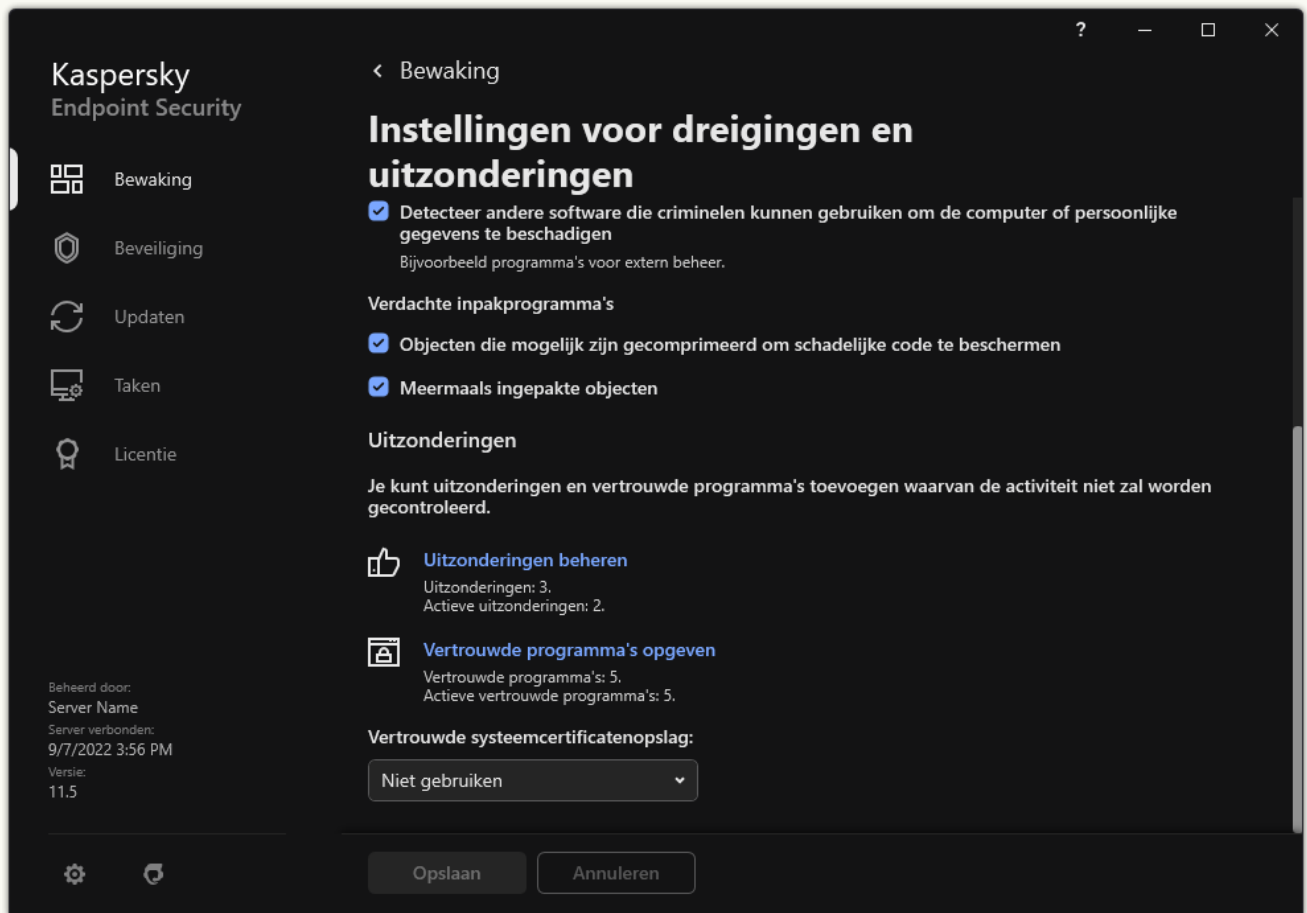 ?
Kaspersky
Endpoint Security
Bewaking
Beveiliging
Updaten
Taken
Licentie
Beheerd door:
Server Name
Server verbonden:
9/7/2022 3:56 PM
Versie:
11.5
Bewaking
Instellingen voor dreigingen en
uitzonderingen
Detecteer andere software die criminelen kunnen gebruiken om de computer of persoonlijke
gegevens te beschadigen
Bijvoorbeeld programma's voor extern beheer.
Verdachte inpakprogramma's
Objecten die mogelijk zijn gecomprimeerd om schadelijke code te beschermen
Meermaals ingepakte objecten
Uitzonderingen
Je kunt uitzonderingen en vertrouwde programma's toevoegen waarvan de activiteit niet zal worden
gecontroleerd.
Uitzonderingen beheren
Uitzonderingen: 3.
Actieve uitzonderingen: 2.
Vertrouwde programma's opgeven
Vertrouwde programma's: 5.
Actieve vertrouwde programma's: 5.
Vertrouwde systeemcertificatenopslag:
Niet gebruiken
Opslaan
Annuleren